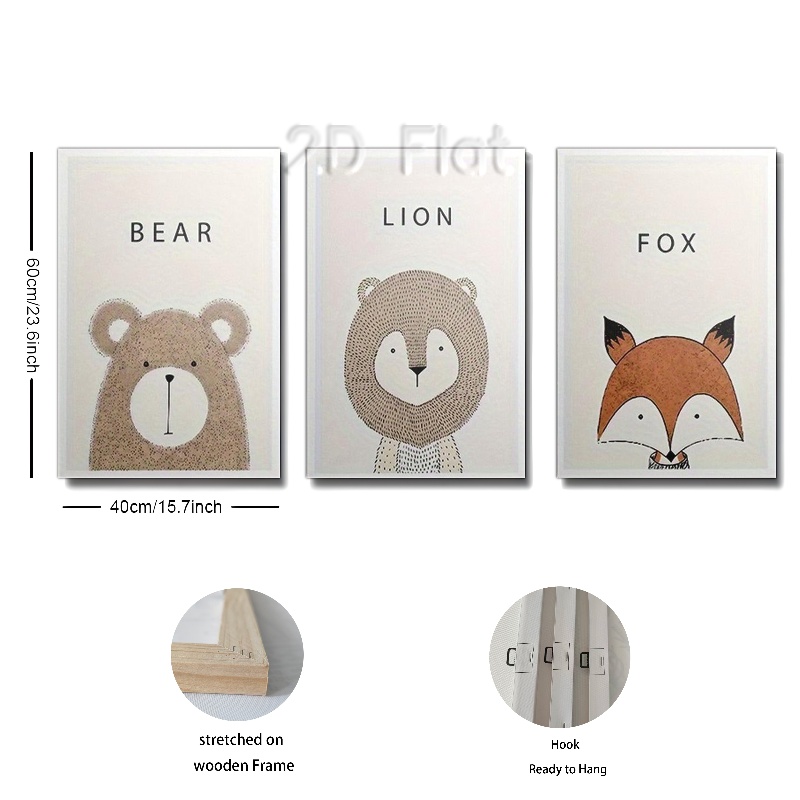 2D Flat
BEAR
LION
FOX
60cm/23.6inch
40cm/15.7inch
stretched on
wooden Frame
Hook
Ready to Hang